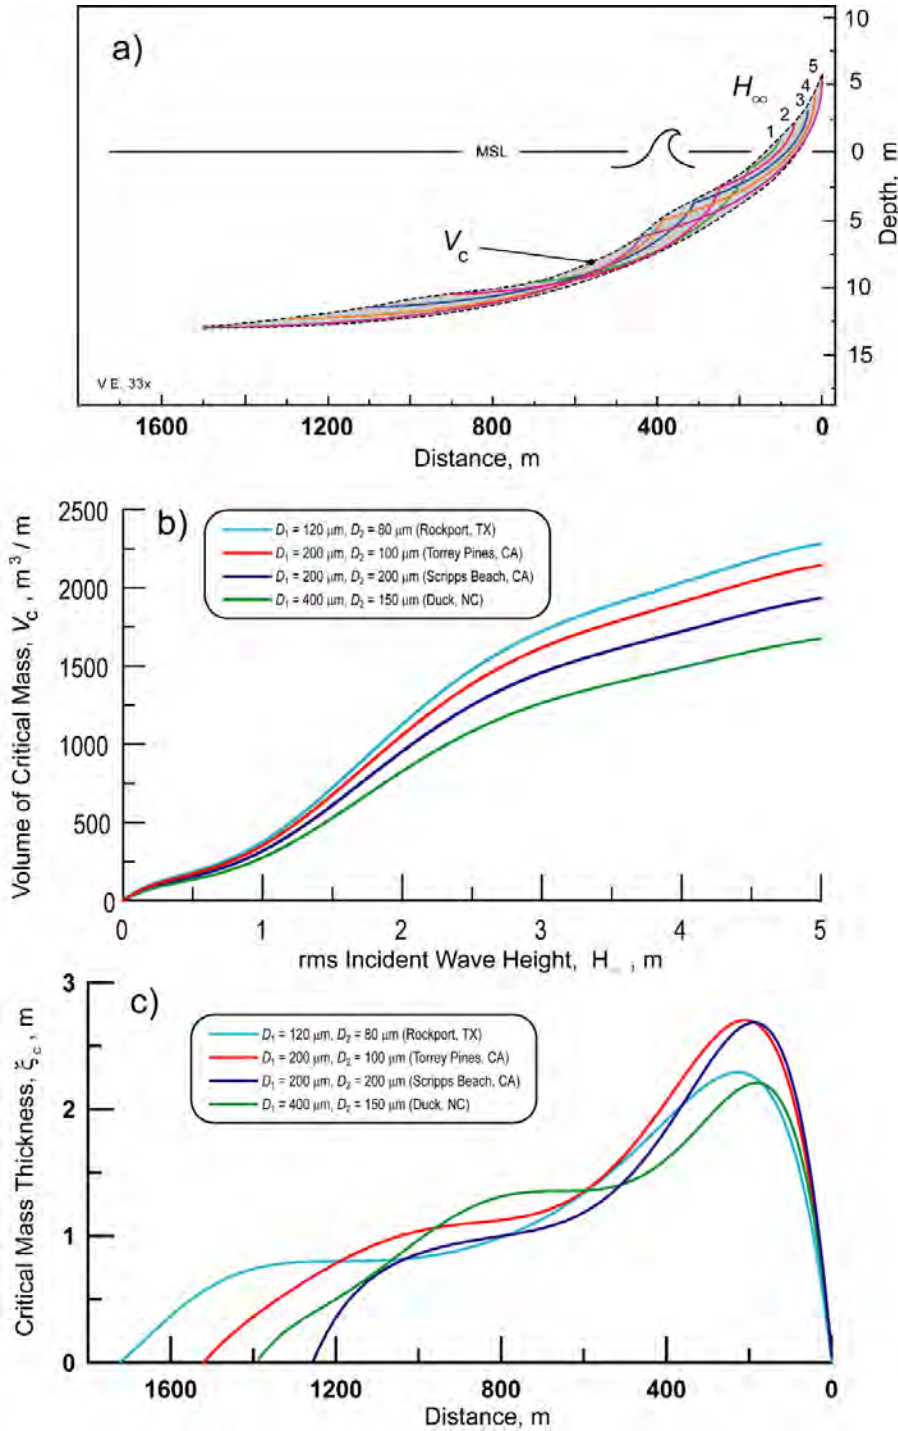 a)
10
5
0
5
10
15
Depth, m
H∞
1
2
3
4
5
MSL
Vc
V.E. 33x
1600
1200
800
400
0
Distance, m
b)
2500
2000
1500
1000
500
0
Volume of Critical Mass, Vc, m³ / m
D₁ = 120 μm, D₂ = 80 μm (Rockport, TX)
D₁ = 200 μm, D₂ = 100 μm (Torrey Pines, CA)
D₁ = 200 μm, D₂ = 200 μm (Scripps Beach, CA)
D₁ = 400 μm, D₂ = 150 μm (Duck, NC)
0
1
2
3
4
5
rms Incident Wave Height, H∞ , m
c)
3
2
1
0
Critical Mass Thickness, ξc, m
D₁ = 120 μm, D₂ = 80 μm (Rockport, TX)
D₁ = 200 μm, D₂ = 100 μm (Torrey Pines, CA)
D₁ = 200 μm, D₂ = 200 μm (Scripps Beach, CA)
D₁ = 400 μm, D₂ = 150 μm (Duck, NC)
1600
1200
800
400
0
Distance, m